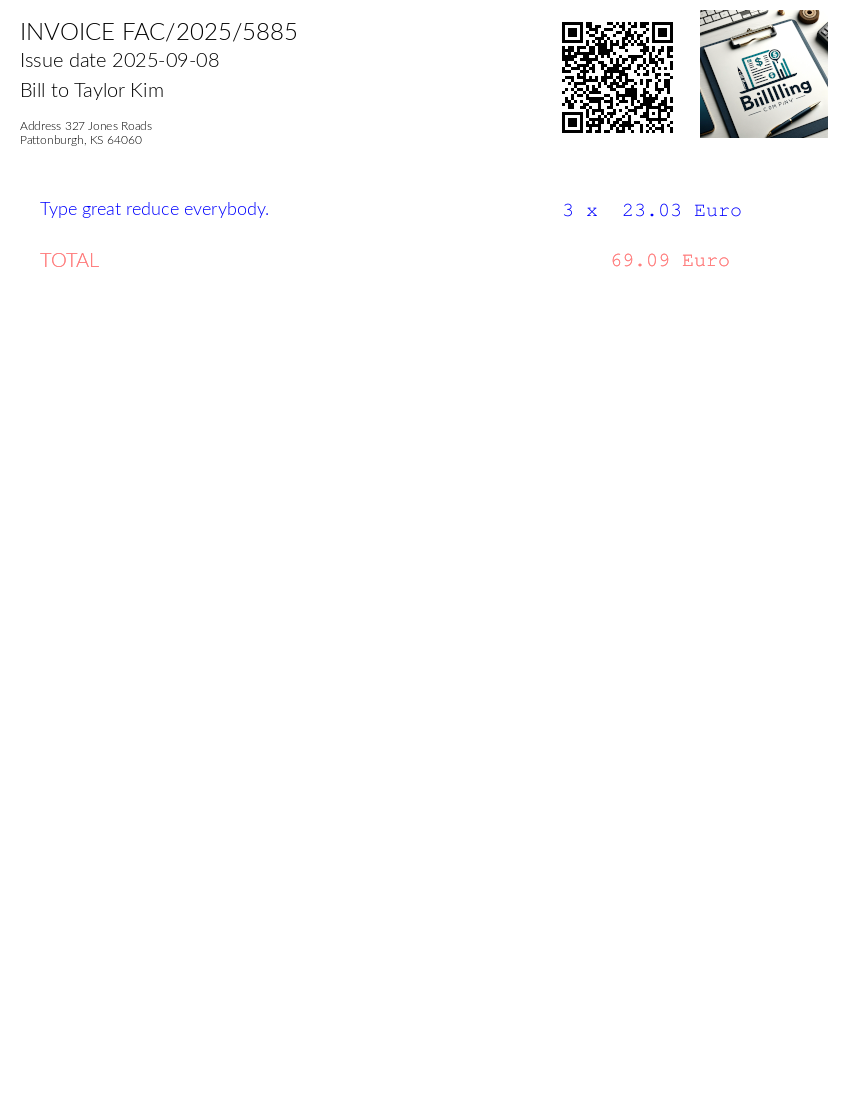 INVOICE FAC/2025/5885
Issue date 2025-09-08
Bill to Taylor Kim
Address 327 Jones Roads
Pattonburgh, KS 64060
Biillling
COMPANY
Type great reduce everybody. 3 x 23.03 Euro
TOTAL 69.09 Euro